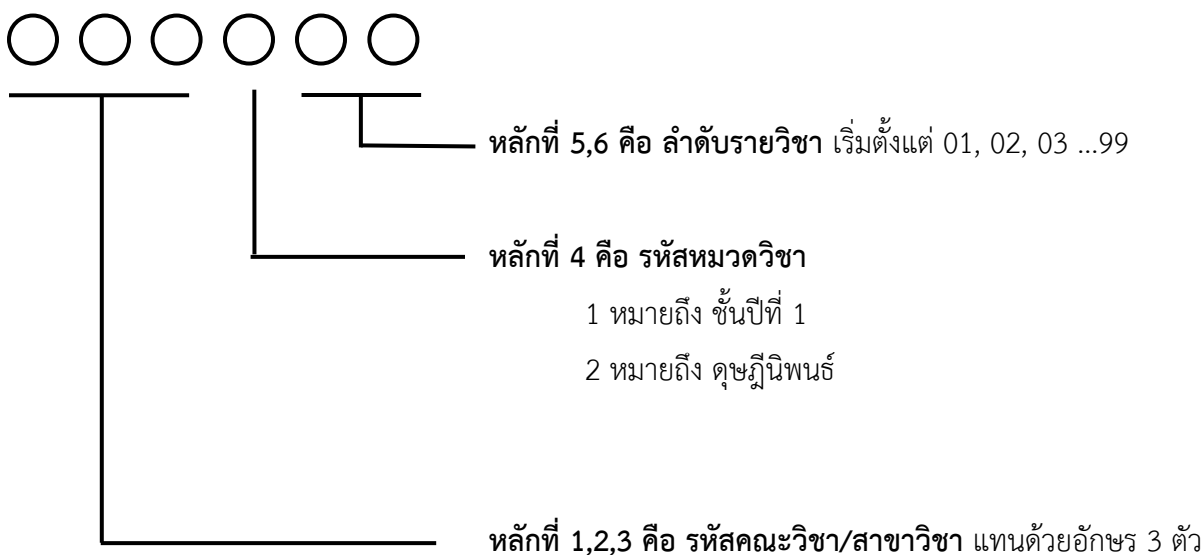 หลักที่ 5,6 คือ ลำดับรายวิชา เริ่มตั้งแต่ 01, 02, 03 ...99
หลักที่ 4 คือ รหัสหมวดวิชา
1 หมายถึง ชั้นปีที่ 1
2 หมายถึง ดุษฎีนิพนธ์
หลักที่ 1,2,3 คือ รหัสคณะวิชา/สาขาวิชา แทนด้วยอักษร 3 ตัว